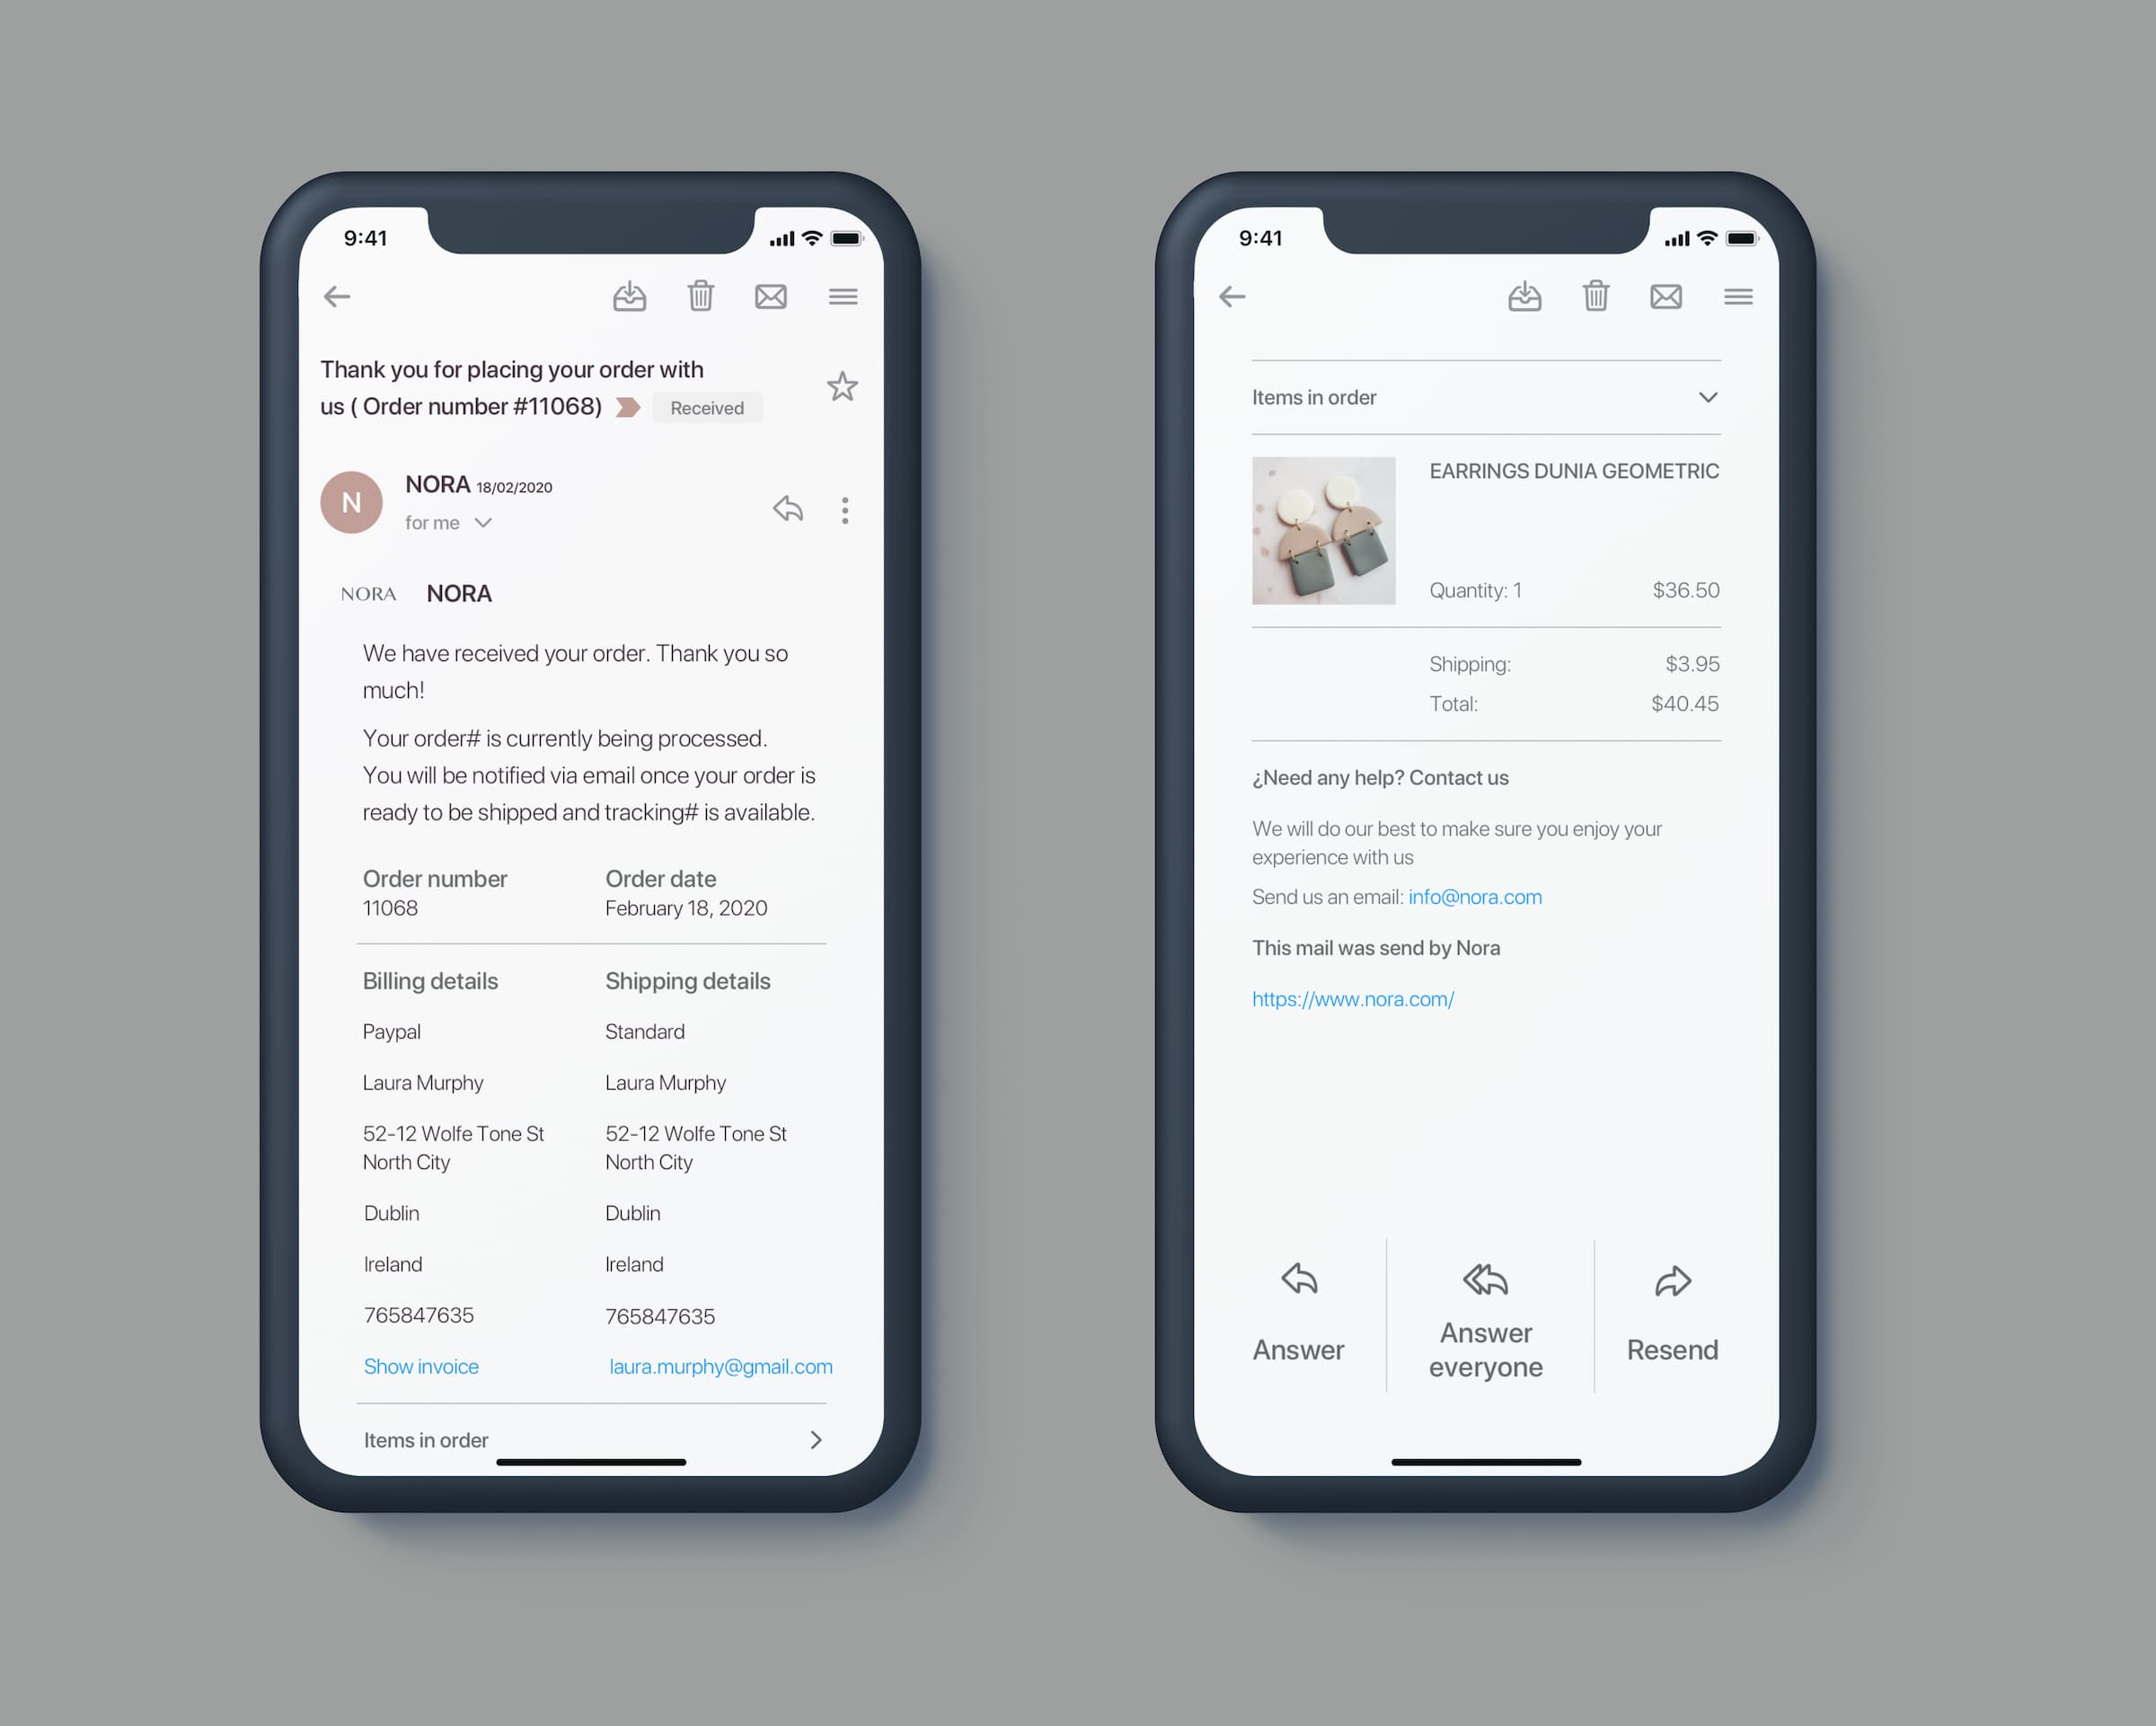 9:41
Thank you for placing your order with
us ( Order number #11068) Received
N
NORA 18/02/2020
for me
NORA NORA
We have received your order. Thank you so
much!
Your order# is currently being processed.
You will be notified via email once your order is
ready to be shipped and tracking# is available.
Order number Order date
11068 February 18, 2020
Billing details Shipping details
Paypal Standard
Laura Murphy Laura Murphy
52-12 Wolfe Tone St 52-12 Wolfe Tone St
North City North City
Dublin Dublin
Ireland Ireland
765847635 765847635
Show invoice laura.murphy@gmail.com
Items in order
9:41
Items in order
EARRINGS DUNIA GEOMETRIC
Quantity: 1 $36.50
Shipping: $3.95
Total: $40.45
¿Need any help? Contact us
We will do our best to make sure you enjoy your
experience with us
Send us an email: info@nora.com
This mail was send by Nora
https://www.nora.com/
Answer
Answer
everyone
Resend